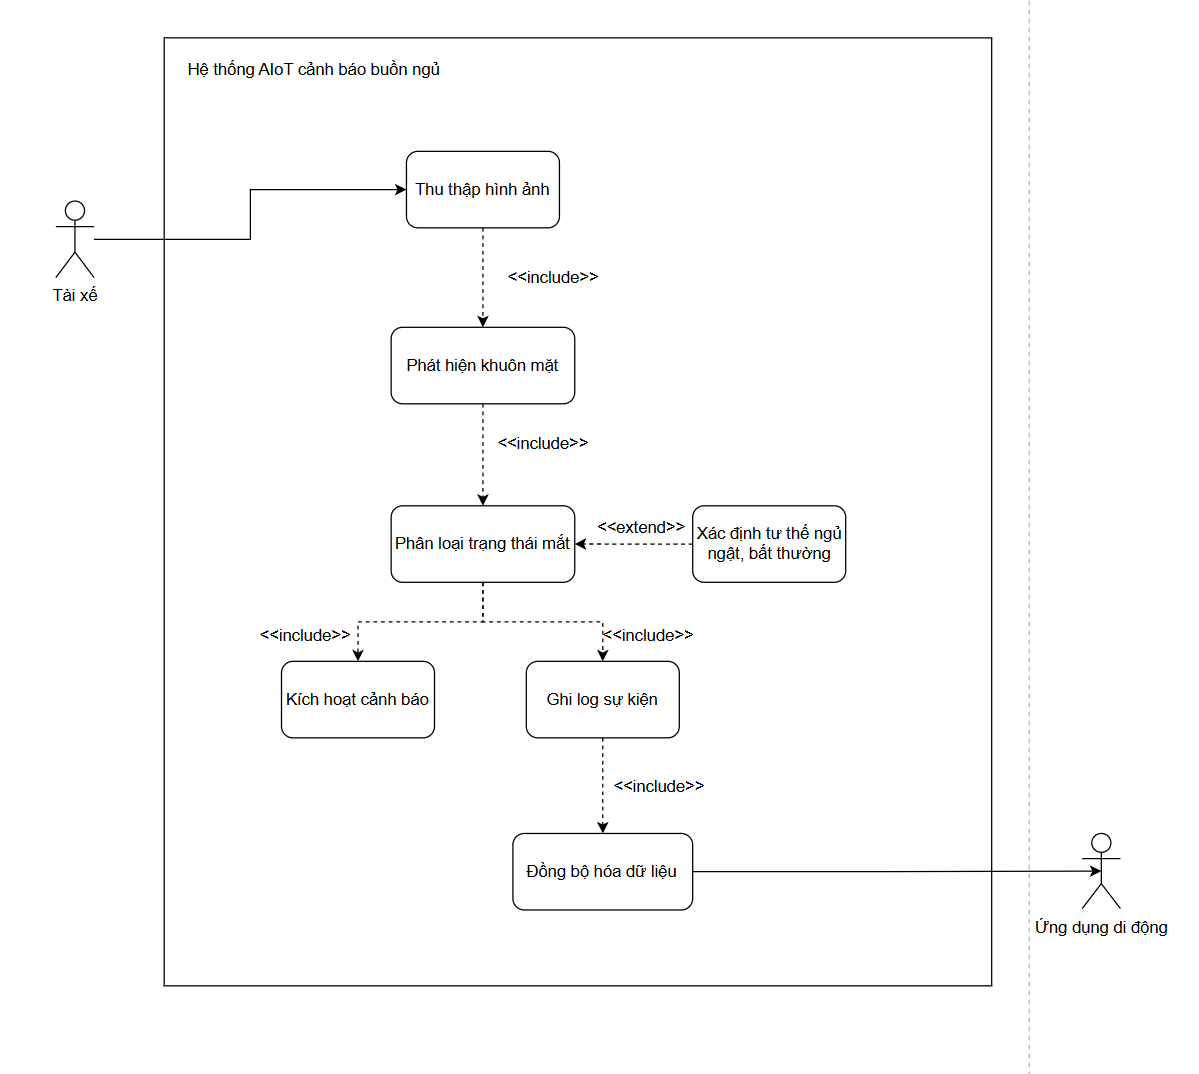 Hệ thống AIoT cảnh báo buồn ngủ
Thu thập hình ảnh
Tài xế
<<include>>
Phát hiện khuôn mặt
<<include>>
Phân loại trạng thái mắt
<<extend>>
Xác định tư thế ngủ
ngật, bất thường
<<include>>
<<include>>
Kích hoạt cảnh báo
Ghi log sự kiện
<<include>>
Đồng bộ hóa dữ liệu
Ứng dụng di động